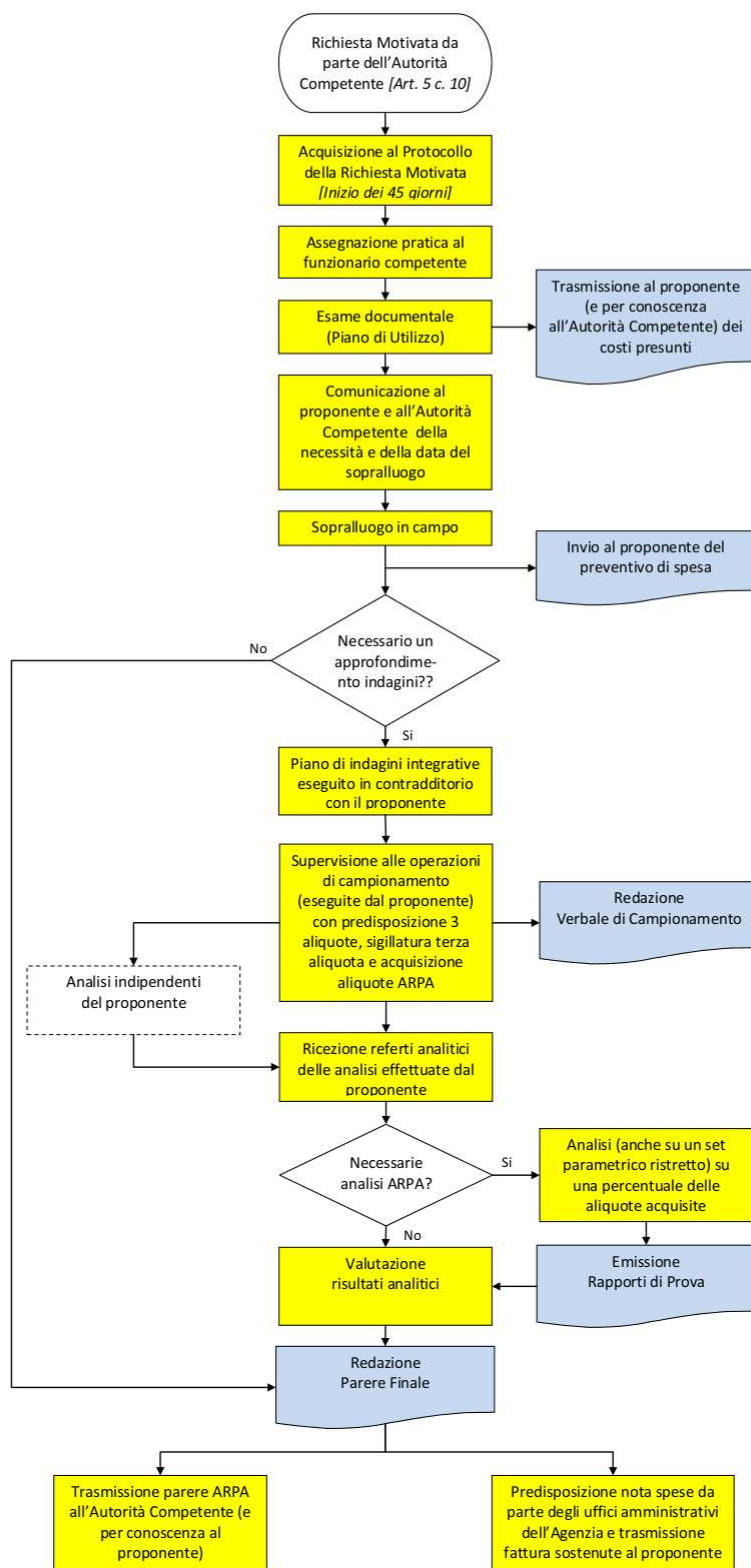 Richiesta Motivata da
parte dell'Autorità
Competente [Art. 5 c. 10]
Acquisizione al Protocollo
della Richiesta Motivata
[Inizio dei 45 giorni]
Assegnazione pratica al
funzionario competente
Esame documentale
(Piano di Utilizzo)
Trasmissione al proponente
(e per conoscenza
all'Autorità Competente) dei
costi presunti
Comunicazione al
proponente e all'Autorità
Competente della
necessità e della data del
sopralluogo
Sopralluogo in campo
Invio al proponente del
preventivo di spesa
Necessario un
approfondime-
nto indagini??
No
Si
Piano di indagini integrative
eseguito in contradditorio
con il proponente
Supervisione alle operazioni
di campionamento
(eseguite dal proponente)
con predisposizione 3
aliquote, sigillatura terza
aliquota e acquisizione
aliquote ARPA
Redazione
Verbale di Campionamento
Analisi indipendenti
del proponente
Ricezione referti analitici
delle analisi effettuate dal
proponente
Necessarie
analisi ARPA?
Si
Analisi (anche su un set
parametrico ristretto) su
una percentuale delle
aliquote acquisite
No
Valutazione
risultati analitici
Emissione
Rapporti di Prova
Redazione
Parere Finale
Trasmissione parere ARPA
all'Autorità Competente (e
per conoscenza al
proponente)
Predisposizione nota spese da
parte degli uffici amministrativi
dell'Agenzia e trasmissione
fattura sostenute al proponente